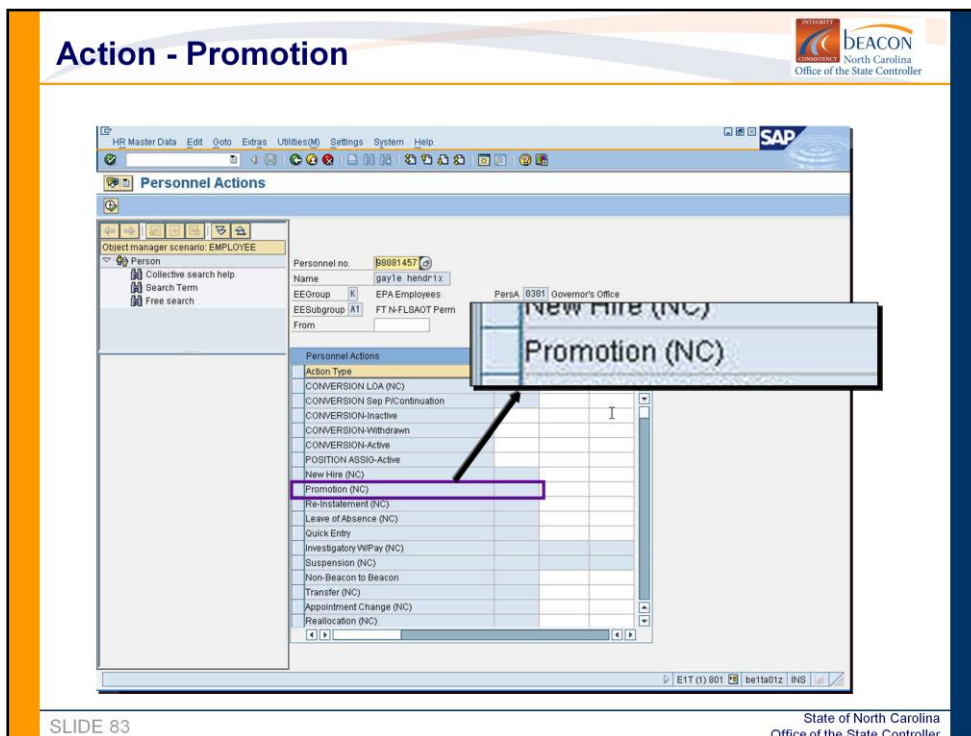 Action - Promotion
INTEGRITY
CONSISTENCY
BEACON
North Carolina
Office of the State Controller
HR Master Data Edit Goto Extras Utilities(M) Settings System Help
SAP
Personnel Actions
Object manager scenario: EMPLOYEE
Person
Collective search help
Search Term
Free search
Personnel no. 98081457
Name gayle hendrix
EEGroup K EPA Employees PersA 0301 Governor's Office
EESubgroup A1 FT N-FLSAOT Perm
From
New Hire (NC)
Promotion (NC)
Personnel Actions
Action Type
CONVERSION LOA (NC)
CONVERSION Sep P/Continuation
CONVERSION-Inactive
CONVERSION-Withdrawn
CONVERSION-Active
POSITION ASSIG-Active
New Hire (NC)
Promotion (NC)
Re-Instatement (NC)
Leave of Absence (NC)
Quick Entry
Investigatory W/Pay (NC)
Suspension (NC)
Non-Beacon to Beacon
Transfer (NC)
Appointment Change (NC)
Reallocation (NC)
E1T (1) 801 be1ta01z INS
SLIDE 83
State of North Carolina
Office of the State Controller